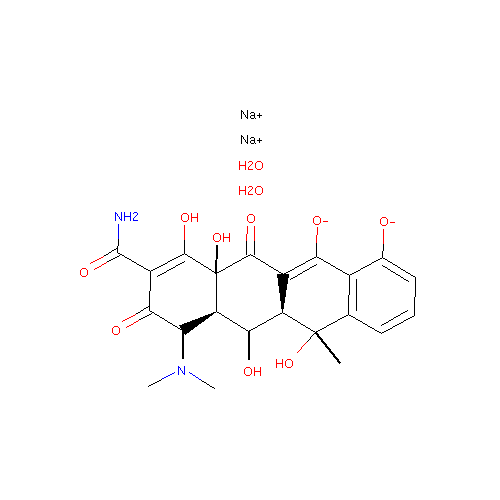 Na+
Na+
H2O
H2O
NH2 OH OH O O- O-
O
O
N OH HO